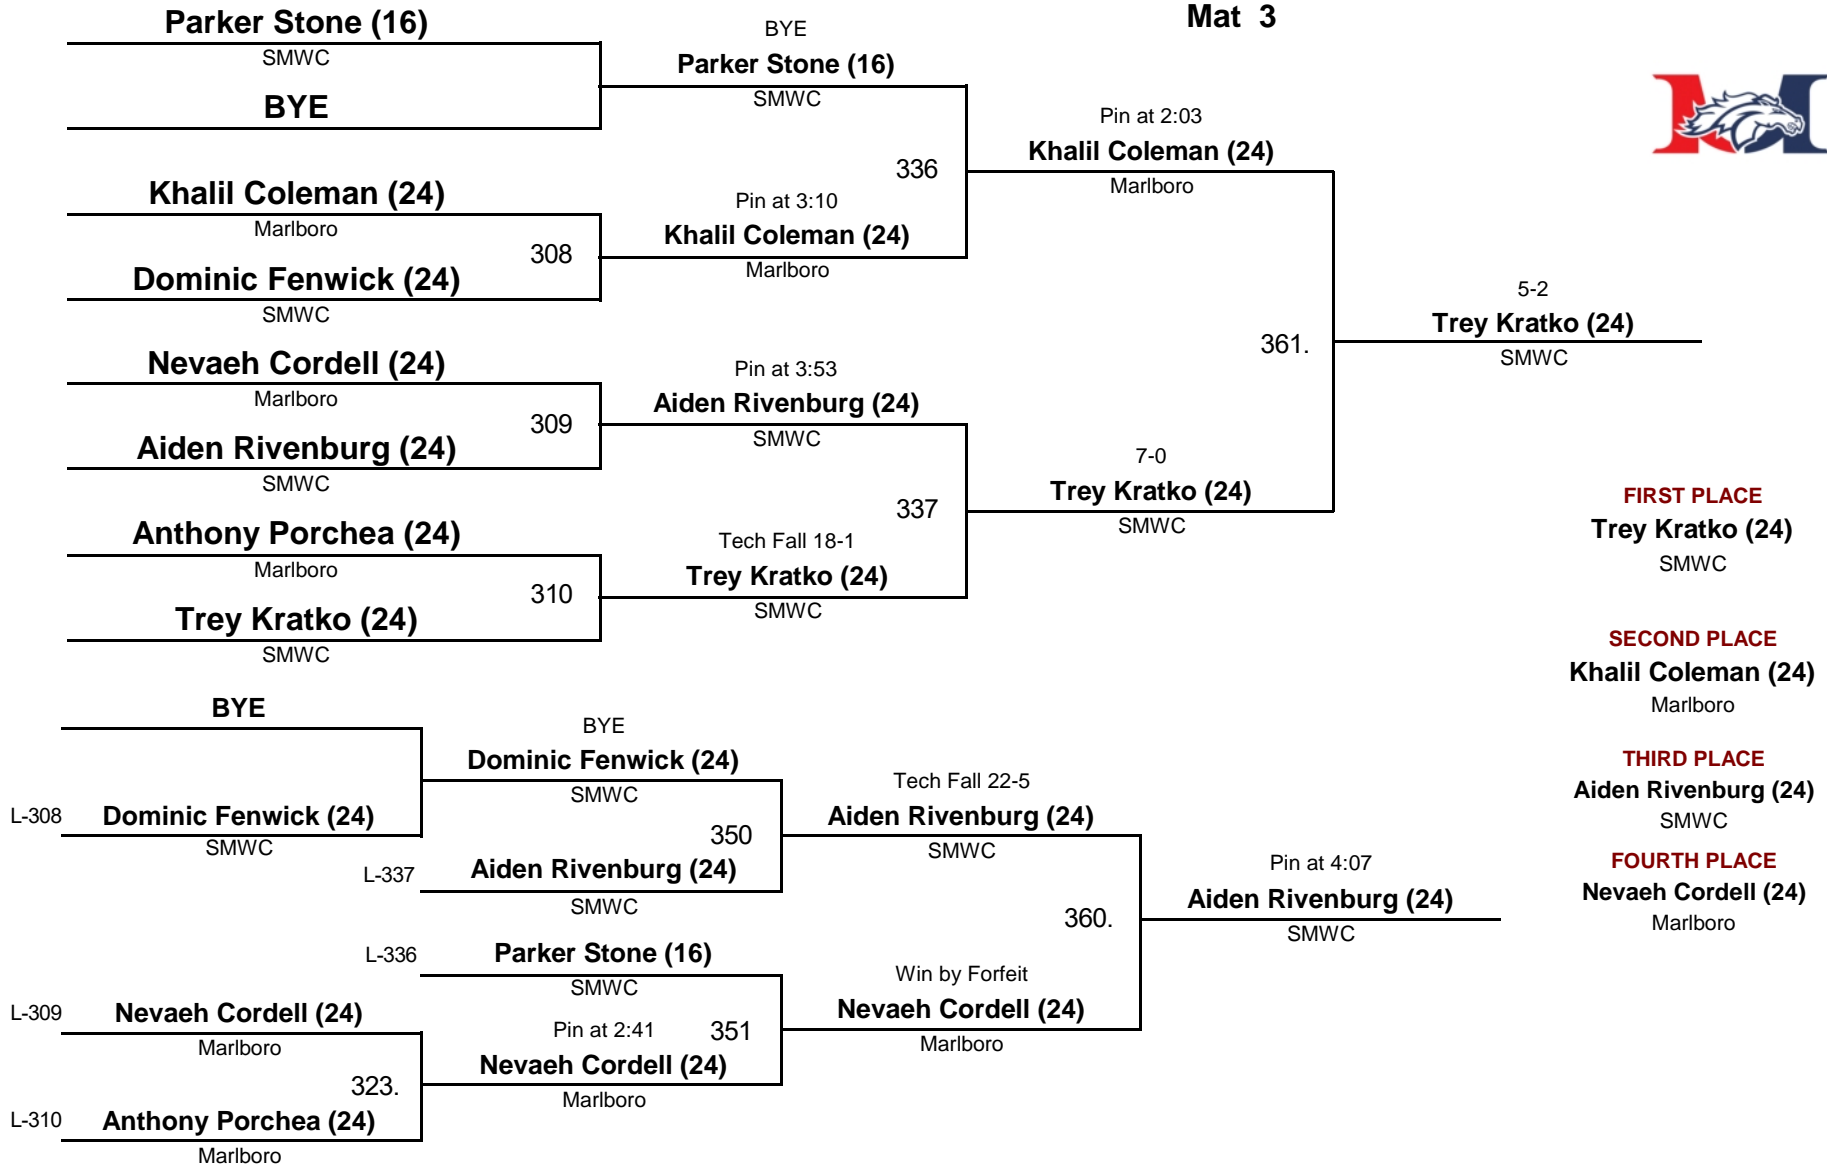 Mat 3
Parker Stone (16)
SMWC
BYE
Khalil Coleman (24)
Marlboro
308
Dominic Fenwick (24)
SMWC
Nevaeh Cordell (24)
Marlboro
309
Aiden Rivenburg (24)
SMWC
Anthony Porchea (24)
Marlboro
310
Trey Kratko (24)
SMWC
BYE
Parker Stone (16)
SMWC
336
Pin at 3:10
Khalil Coleman (24)
Marlboro
Pin at 3:53
Aiden Rivenburg (24)
SMWC
337
Tech Fall 18-1
Trey Kratko (24)
SMWC
Pin at 2:03
Khalil Coleman (24)
Marlboro
361.
7-0
Trey Kratko (24)
SMWC
5-2
Trey Kratko (24)
SMWC
M
FIRST PLACE
Trey Kratko (24)
SMWC
SECOND PLACE
Khalil Coleman (24)
Marlboro
THIRD PLACE
Aiden Rivenburg (24)
SMWC
FOURTH PLACE
Nevaeh Cordell (24)
Marlboro
BYE
L-308
Dominic Fenwick (24)
SMWC
BYE
Dominic Fenwick (24)
SMWC
350
L-337
Aiden Rivenburg (24)
SMWC
L-336
Parker Stone (16)
SMWC
L-309
Nevaeh Cordell (24)
Marlboro
323.
L-310
Anthony Porchea (24)
Marlboro
Pin at 2:41
351
Nevaeh Cordell (24)
Marlboro
Tech Fall 22-5
Aiden Rivenburg (24)
SMWC
360.
Win by Forfeit
Nevaeh Cordell (24)
Marlboro
Pin at 4:07
Aiden Rivenburg (24)
SMWC